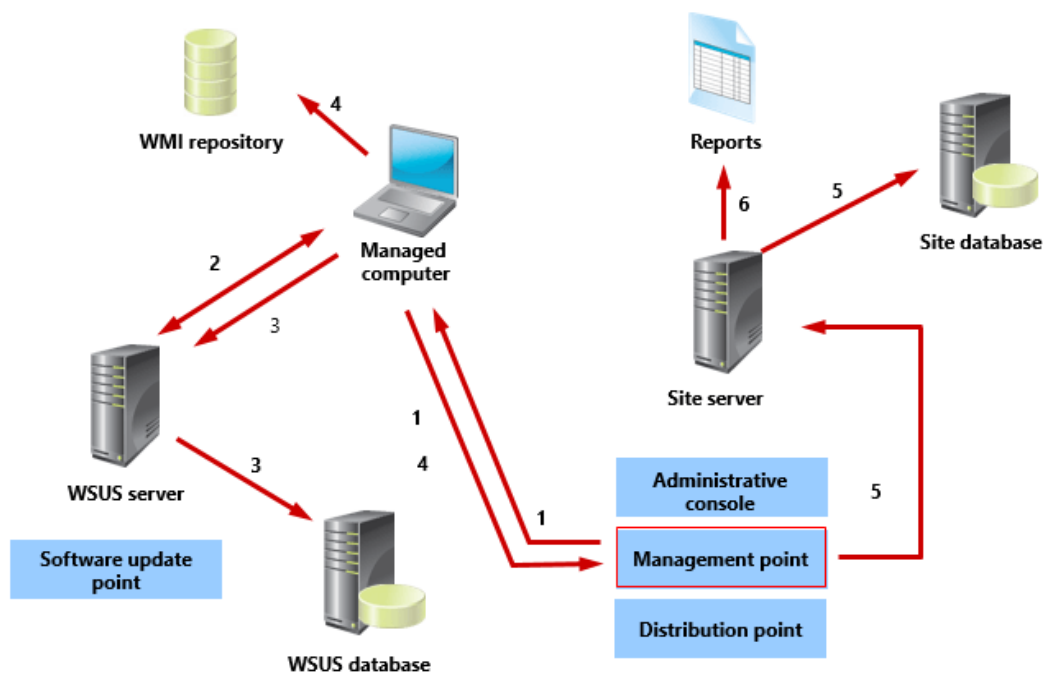 4
WMI repository
Reports
6
5
Site database
Managed
computer
2
3
Site server
1
4
WSUS server
3
Administrative
console
5
1
Management point
Software update
point
Distribution point
WSUS database